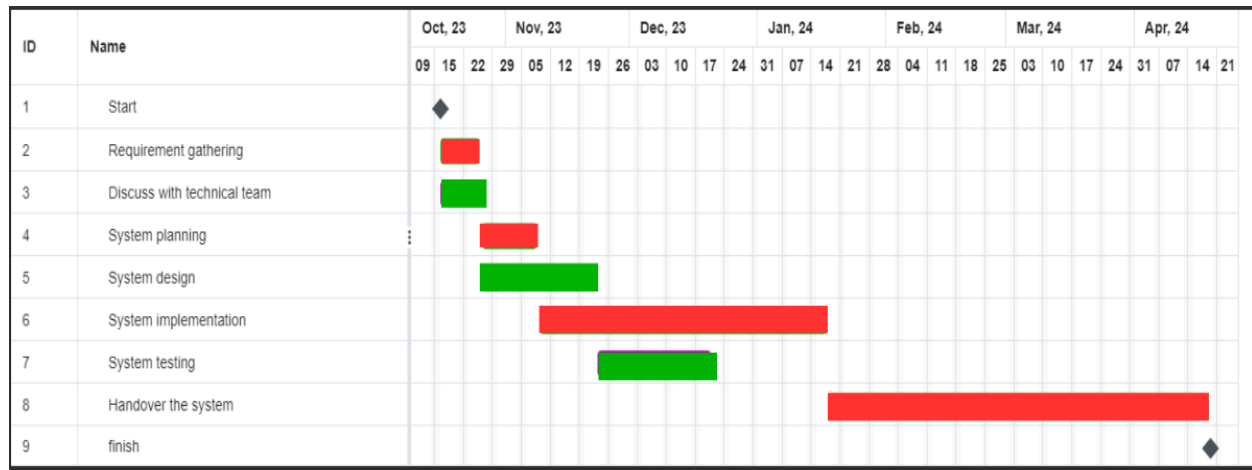 ID Name Oct, 23 Nov, 23 Dec, 23 Jan, 24 Feb, 24 Mar, 24 Apr, 24
09 15 22 29 05 12 19 26 03 10 17 24 31 07 14 21 28 04 11 18 25 03 10 17 24 31 07 14 21
1 Start
2 Requirement gathering
3 Discuss with technical team
4 System planning
5 System design
6 System implementation
7 System testing
8 Handover the system
9 finish